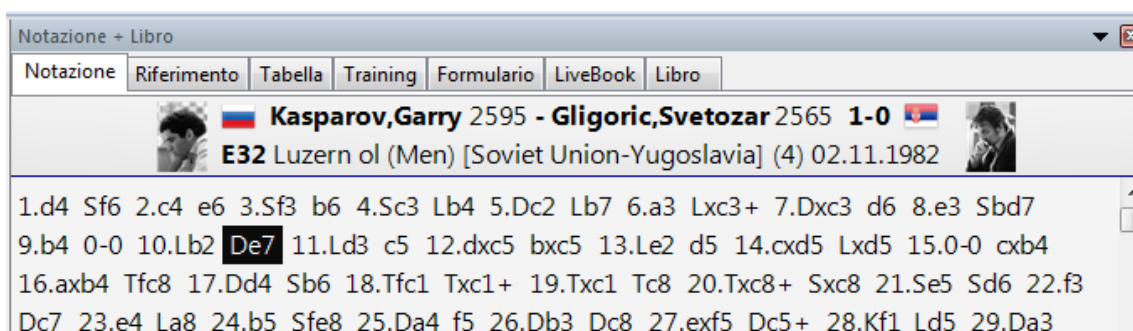 Notazione + Libro
Notazione Riferimento Tabella Training Formulario LiveBook Libro
Kasparov,Garry 2595 - Gligoric,Svetozar 2565 1-0
E32 Luzern ol (Men) [Soviet Union-Yugoslavia] (4) 02.11.1982
1.d4 Sf6 2.c4 e6 3.Sf3 b6 4.Sc3 Lb4 5.Dc2 Lb7 6.a3 Lxc3+ 7.Dxc3 d6 8.e3 Sbd7
9.b4 0-0 10.Lb2 De7 11.Ld3 c5 12.dxc5 bxc5 13.Le2 d5 14.cxd5 Lxd5 15.0-0 cxb4
16.axb4 Tfc8 17.Dd4 Sb6 18.Tfc1 Txc1+ 19.Txc1 Tc8 20.Txc8+ Sxc8 21.Se5 Sd6 22.f3
Dc7 23.e4 La8 24.b5 Sfe8 25.Da4 f5 26.Db3 Dc8 27.exf5 Dc5+ 28.Kf1 Ld5 29.Da3